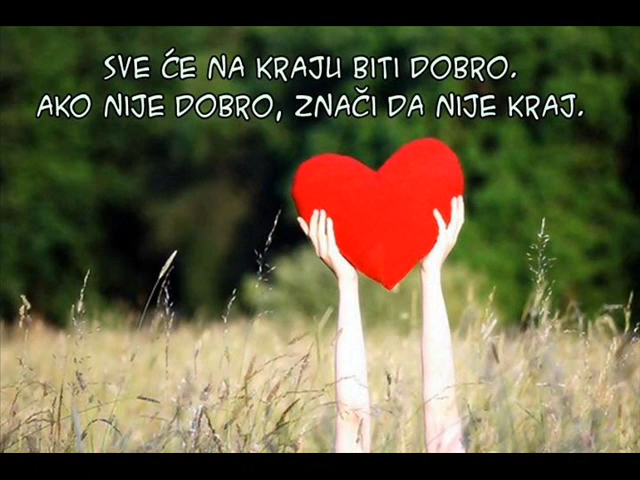 SVE ĆE NA KRAJU BITI DOBRO.
AKO NIJE DOBRO, ZNAČI DA NIJE KRAJ.